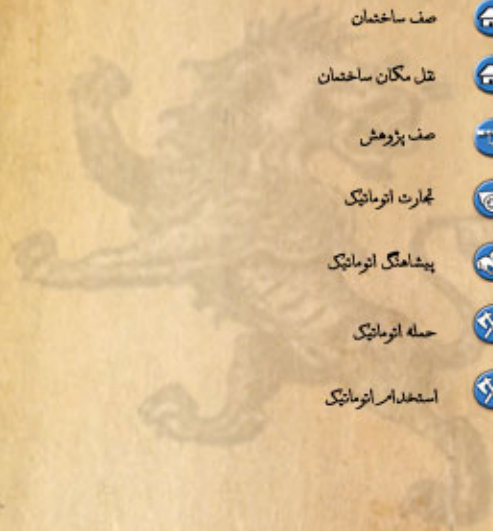 صف ساختمان
نقل مکان ساختمان
صف پژوهش
تجارت اتوماتیک
پیشاهنگ اتوماتیک
حمله اتوماتیک
استخدام اتوماتیک